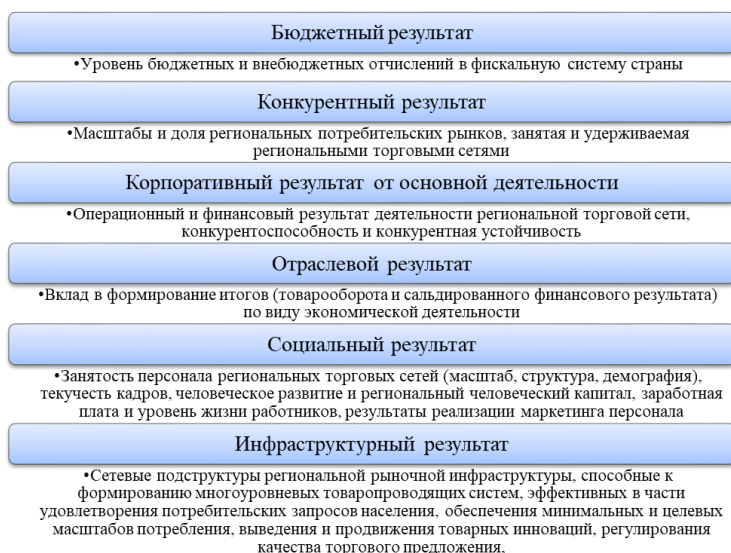 Бюджетный результат
•Уровень бюджетных и внебюджетных отчислений в фискальную систему страны
Конкурентный результат
•Масштабы и доля региональных потребительских рынков, занятая и удерживаемая
региональными торговыми сетями
Корпоративный результат от основной деятельности
•Операционный и финансовый результат деятельности региональной торговой сети,
конкурентоспособность и конкурентная устойчивость
Отраслевой результат
•Вклад в формирование итогов (товарооборота и сальдированного финансового результата)
по виду экономической деятельности
Социальный результат
•Занятость персонала региональных торговых сетей (масштаб, структура, демография),
текучесть кадров, человеческое развитие и региональный человеческий капитал, заработная
плата и уровень жизни работников, результаты реализации маркетинга персонала
Инфраструктурный результат
•Сетевые подструктуры региональной рыночной инфраструктуры, способные к
формированию многоуровневых товаропроводящих систем, эффективных в части
удовлетворения потребительских запросов населения, обеспечения минимальных и целевых
масштабов потребления, выведения и продвижения товарных инноваций, регулирования
качества торгового предложения,